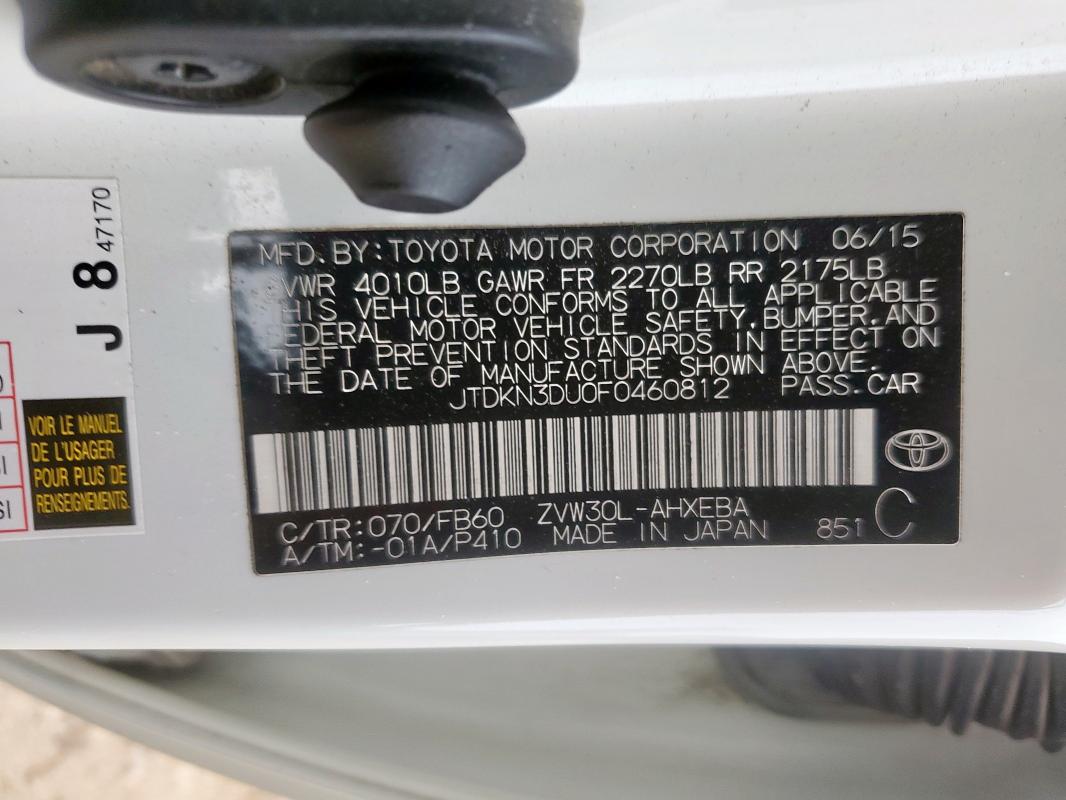 MFD. BY: TOYOTA MOTOR CORPORATION 06/15
GVWR 4010LB GAWR FR 2270LB RR 2175LB
THIS VEHICLE CONFORMS TO ALL APPLICABLE
FEDERAL MOTOR VEHICLE SAFETY, BUMPER, AND
THEFT PREVENTION STANDARDS IN EFFECT ON
THE DATE OF MANUFACTURE SHOWN ABOVE.
JTDKN3DU0F0460812 PASS. CAR
C/TR: 070/FB60 ZVW30L-AHXEBA
A/TM: -01A/P410 MADE IN JAPAN 851 C
J 8 47170
VOIR LE MANUEL
DE L'USAGER
POUR PLUS DE
RENSEIGNEMENTS.